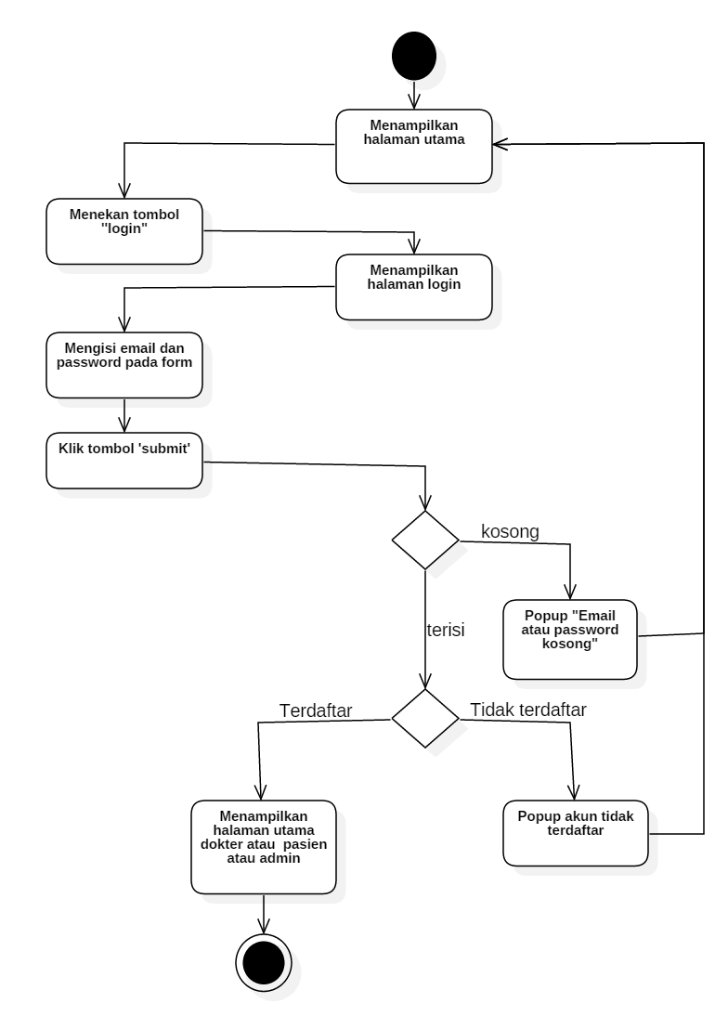 Menampilkan
halaman utama
Menekan tombol
"login"
Menampilkan
halaman login
Mengisi email dan
password pada form
Klik tombol 'submit'
kosong
Popup "Email
atau password
kosong"
terisi
Terdaftar
Tidak terdaftar
Menampilkan
halaman utama
dokter atau  pasien
atau admin
Popup akun tidak
terdaftar